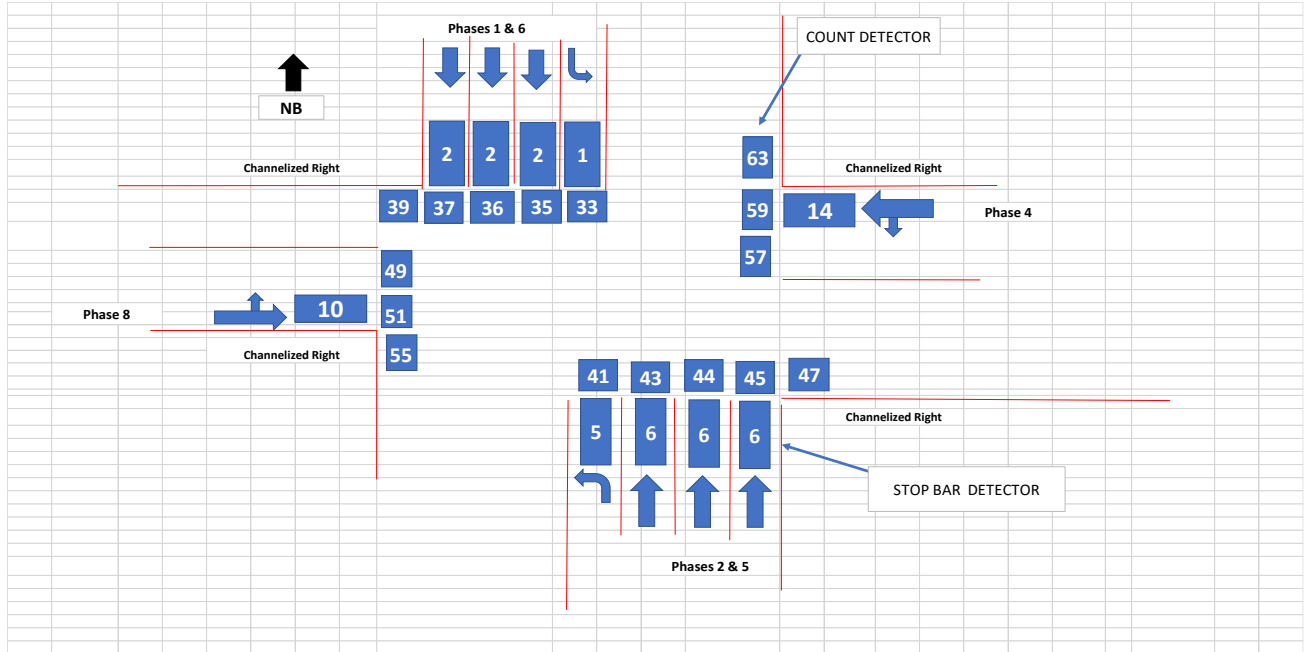 Phases 1 & 6
COUNT DETECTOR
NB
2 2 2 1
63
Channelized Right
Channelized Right
39 37 36 35 33
59 14
Phase 4
57
49
Phase 8
10 51
Channelized Right
55
41 43 44 45 47
Channelized Right
5 6 6 6
STOP BAR DETECTOR
Phases 2 & 5